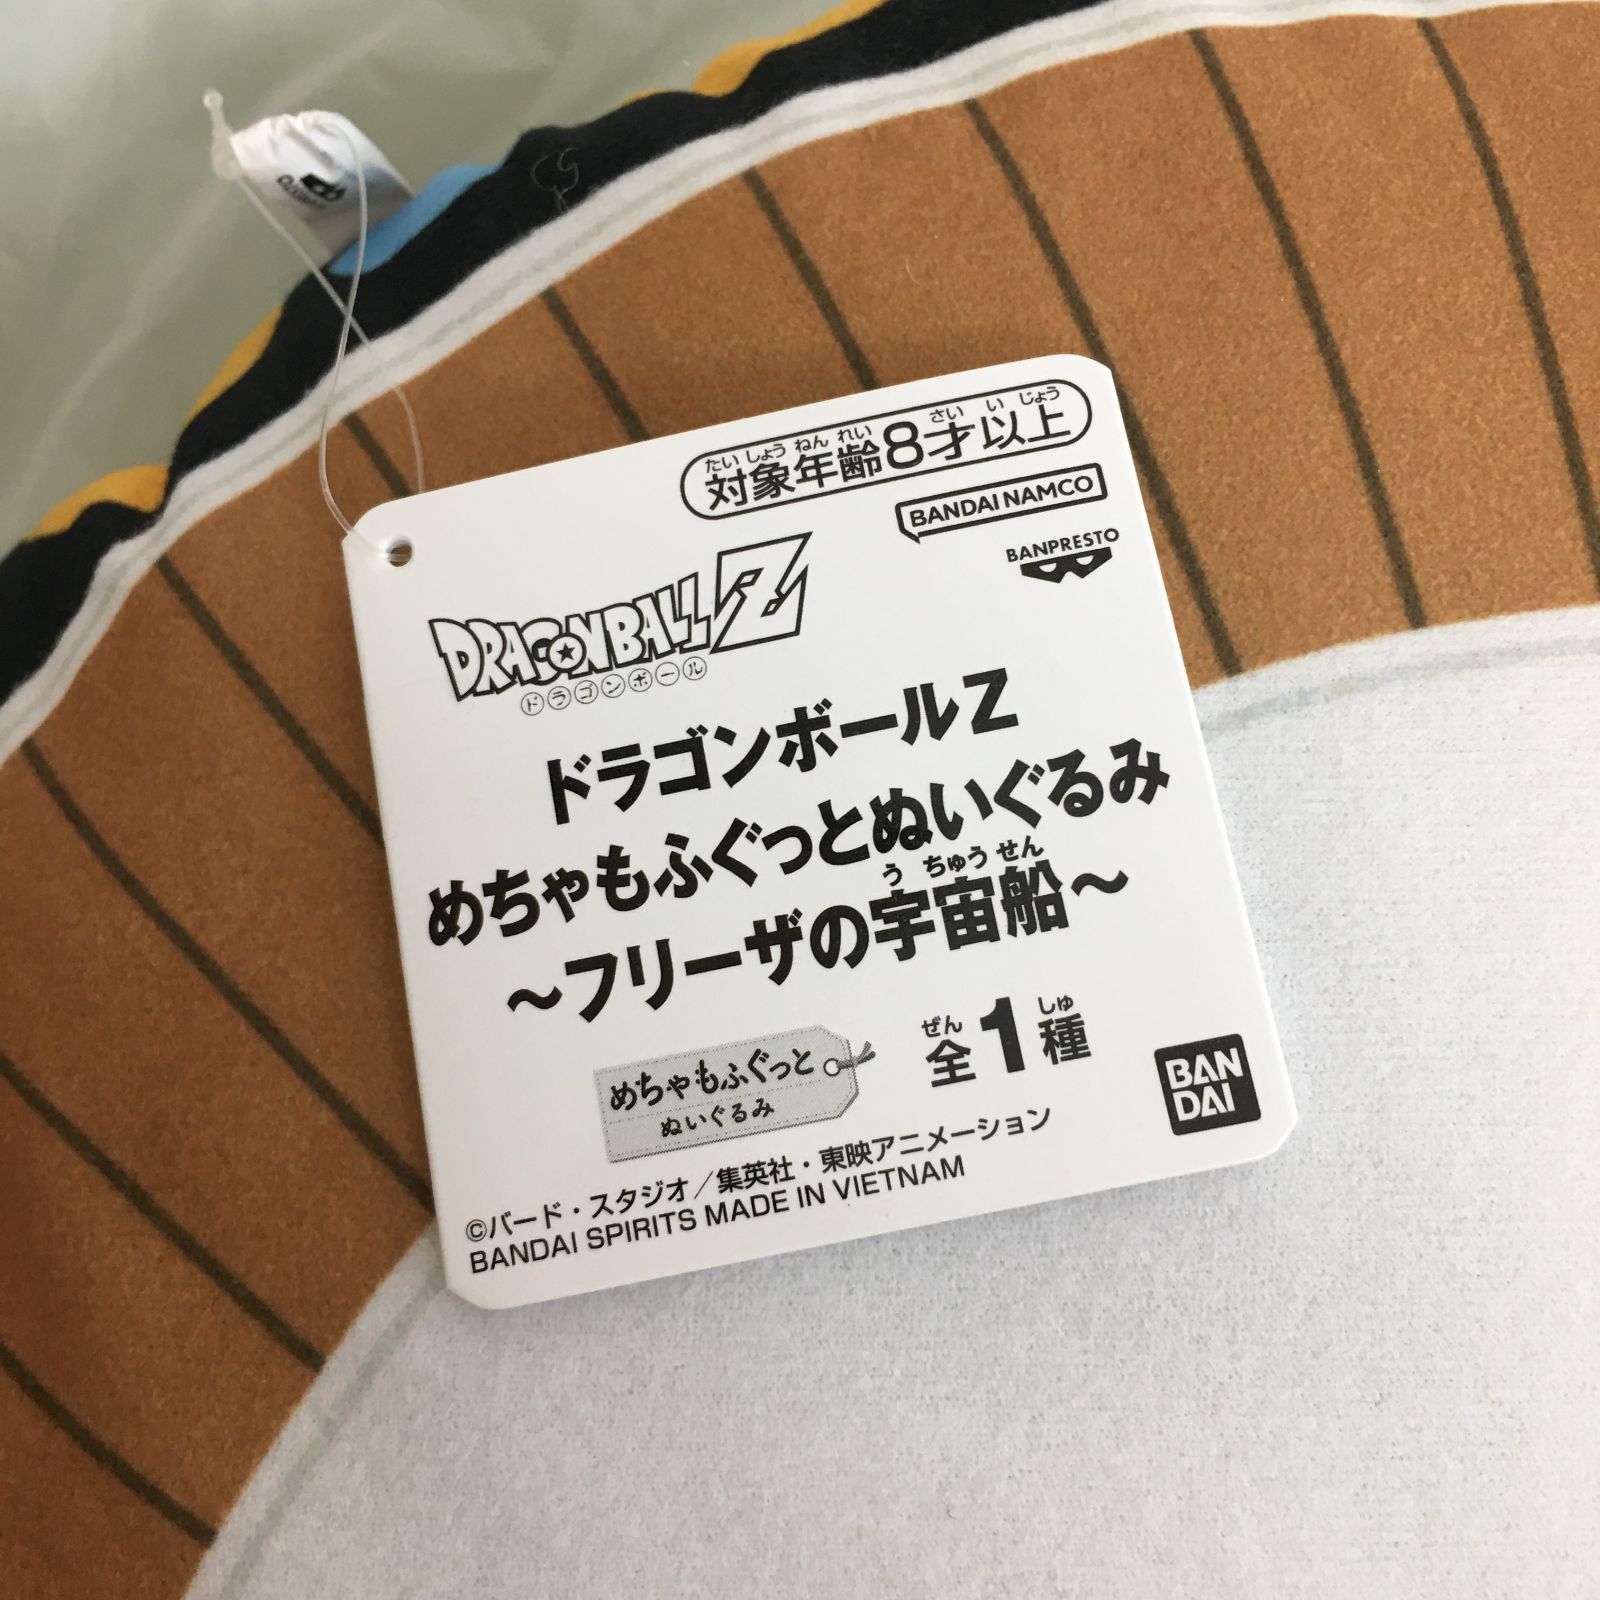 たいしょうねんれい さいいじょう
対象年齢8才以上
BANDAI NAMCO
BANPRESTO
DRAGONBALL Z
ドラゴンボール
ドラゴンボールZ
めちゃもふぐっとぬいぐるみ
うちゅうせん
~フリーザの宇宙船~
ぜん しゅ
全1種
めちゃもふぐっと
ぬいぐるみ
BAN
DAI
©バード・スタジオ/集英社・東映アニメーション
BANDAI SPIRITS MADE IN VIETNAM